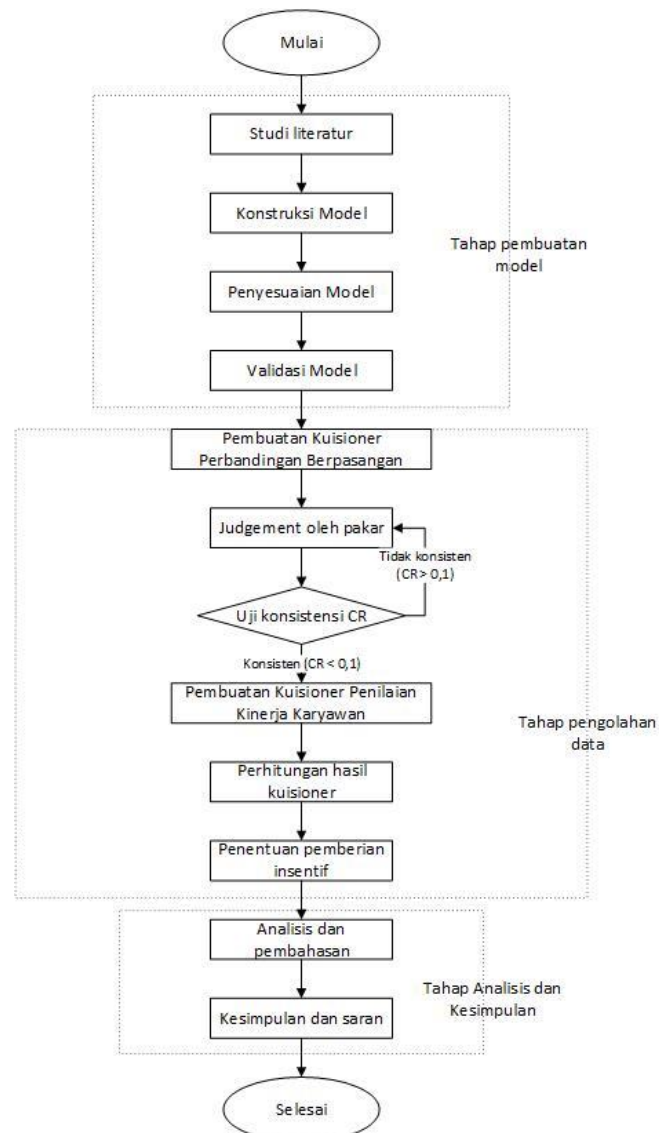 Mulai
Studi literatur
Konstruksi Model
Tahap pembuatan
model
Penyesuaian Model
Validasi Model
Pembuatan Kuisioner
Perbandingan Berpasangan
Judgement oleh pakar
Tidak konsisten
(CR > 0,1)
Uji konsistensi CR
Konsisten (CR < 0,1)
Pembuatan Kuisioner Penilaian
Kinerja Karyawan
Tahap pengolahan
data
Perhitungan hasil
kuisioner
Penentuan pemberian
insentif
Analisis dan
pembahasan
Tahap Analisis dan
Kesimpulan
Kesimpulan dan saran
Selesai